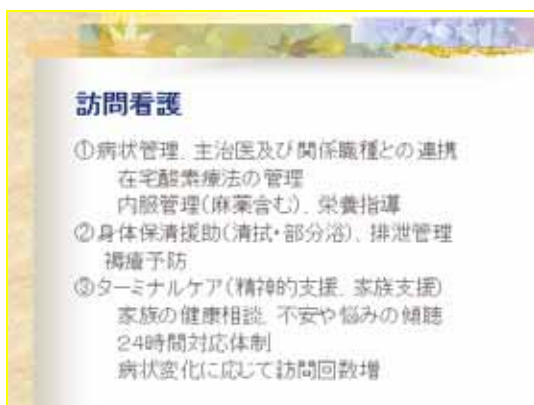 訪問看護
①病状管理、主治医及び関係職種との連携
在宅酸素療法の管理
内服管理(麻薬含む)、栄養指導
②身体保清援助(清拭・部分浴)、排泄管理
褥瘡予防
③ターミナルケア(精神的支援、家族支援)
家族の健康相談、不安や悩みの傾聴
24時間対応体制
病状変化に応じて訪問回数増